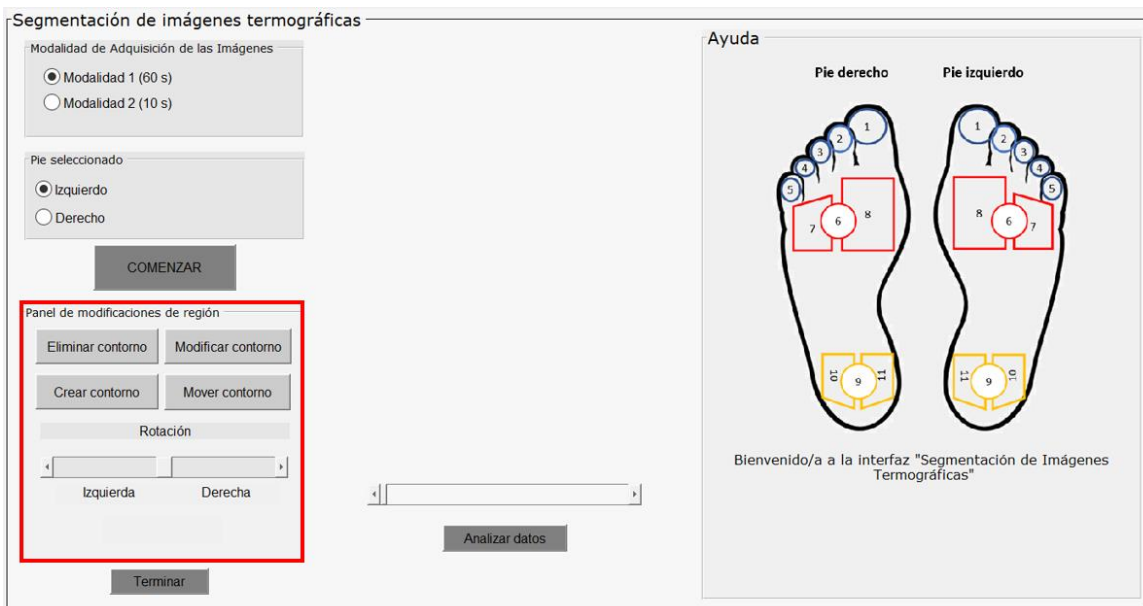 Segmentación de imágenes termográficas
Modalidad de Adquisición de las Imágenes
Modalidad 1 (60 s)
Modalidad 2 (10 s)
Pie seleccionado
Izquierdo
Derecho
COMENZAR
Panel de modificaciones de región
Eliminar contorno
Modificar contorno
Crear contorno
Mover contorno
Rotación
Izquierda
Derecha
Terminar
Analizar datos
Ayuda
Pie derecho
1
2
3
4
5
7
6
8
10
9
11
Pie izquierdo
1
2
3
4
5
8
6
7
11
9
10
Bienvenido/a a la interfaz "Segmentación de Imágenes
Termográficas"